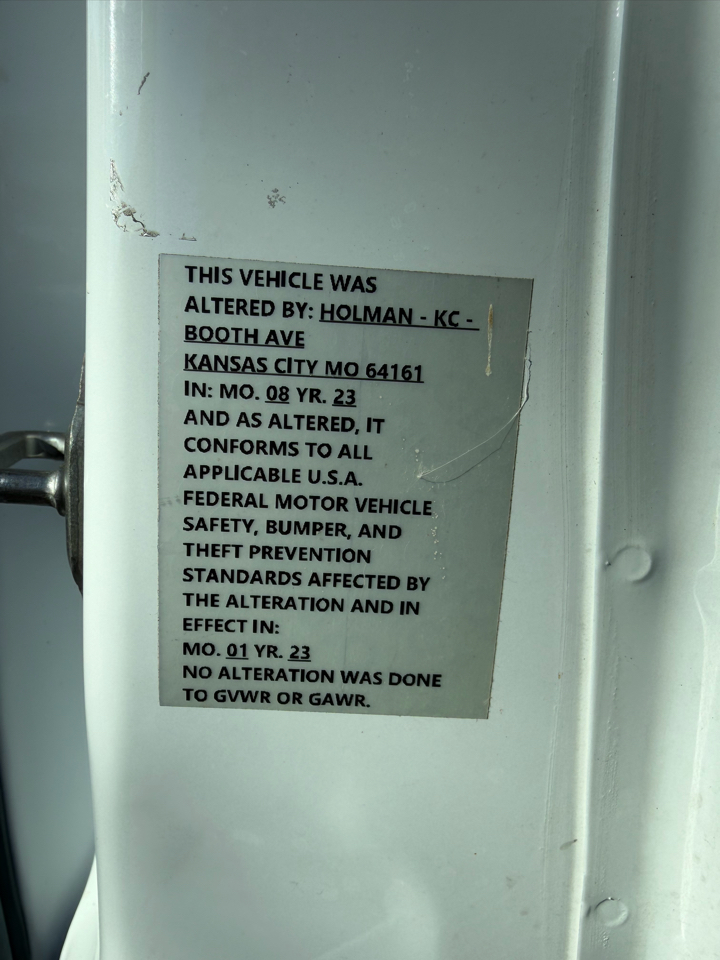 THIS VEHICLE WAS
ALTERED BY: HOLMAN - KC -
BOOTH AVE
KANSAS CITY MO 64161
IN: MO. 08 YR. 23
AND AS ALTERED, IT
CONFORMS TO ALL
APPLICABLE U.S.A.
FEDERAL MOTOR VEHICLE
SAFETY, BUMPER, AND
THEFT PREVENTION
STANDARDS AFFECTED BY
THE ALTERATION AND IN
EFFECT IN:
MO. 01 YR. 23
NO ALTERATION WAS DONE
TO GVWR OR GAWR.